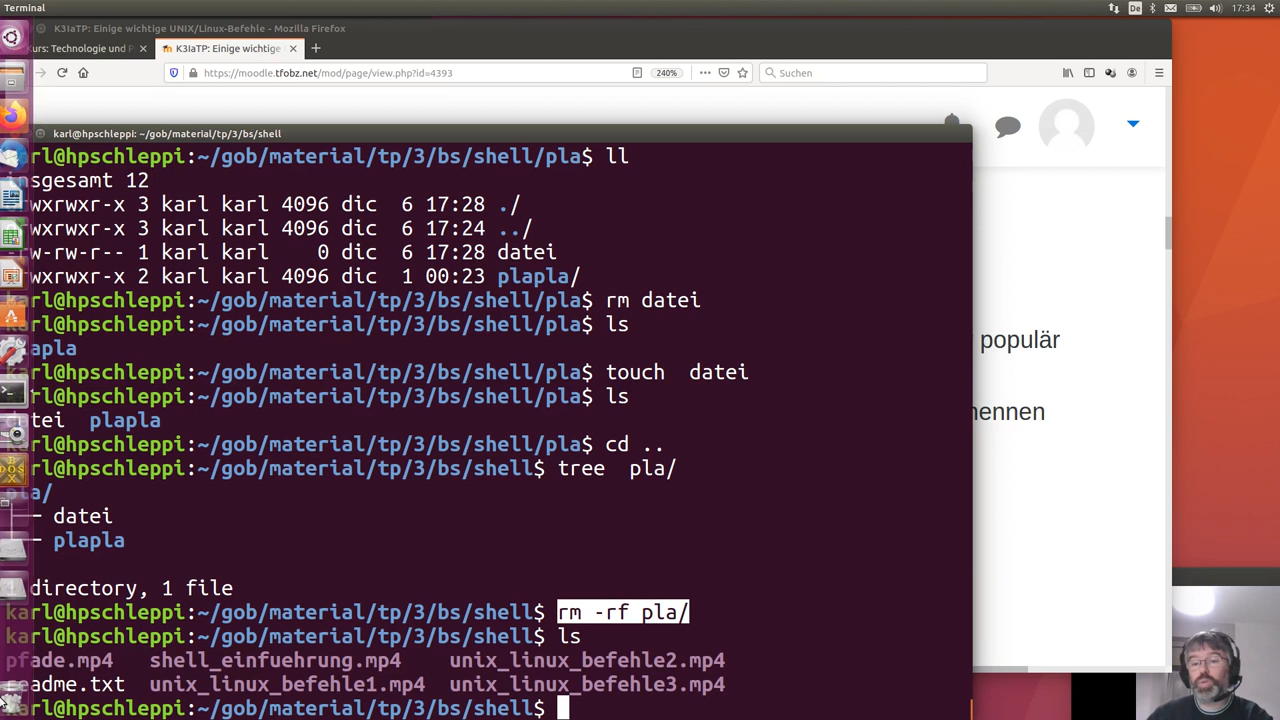 Terminal
De
17:34
K3IaTP: Einige wichtige UNIX/Linux-Befehle - Mozilla Firefox
Kurs: Technologie und P
K3IaTP: Einige wichtige
https://moodle.tfobz.net/mod/page/view.php?id=4393
240%
Suchen
karl@hpschleppi: ~/gob/material/tp/3/bs/shell
rl@hpschleppi:~/gob/material/tp/3/bs/shell/pla$ ll
nsgesamt 12
wxrwxr-x 3 karl karl 4096 dic  6 17:28 ./
wxrwxr-x 3 karl karl 4096 dic  6 17:24 ../
-rw-rw-r-- 1 karl karl    0 dic  6 17:28 datei
wxrwxr-x 2 karl karl 4096 dic  1 00:23 plapla/
rl@hpschleppi:~/gob/material/tp/3/bs/shell/pla$ rm datei
rl@hpschleppi:~/gob/material/tp/3/bs/shell/pla$ ls
apla
populär
rl@hpschleppi:~/gob/material/tp/3/bs/shell/pla$ touch  datei
rl@hpschleppi:~/gob/material/tp/3/bs/shell/pla$ ls
datei  plapla
nennen
rl@hpschleppi:~/gob/material/tp/3/bs/shell/pla$ cd ..
rl@hpschleppi:~/gob/material/tp/3/bs/shell$ tree  pla/
pla/
datei
plapla
directory, 1 file
karl@hpschleppi:~/gob/material/tp/3/bs/shell$ rm -rf pla/
karl@hpschleppi:~/gob/material/tp/3/bs/shell$ ls
pfade.mp4   shell_einfuehrung.mp4    unix_linux_befehle2.mp4
readme.txt  unix_linux_befehle1.mp4  unix_linux_befehle3.mp4
karl@hpschleppi:~/gob/material/tp/3/bs/shell$